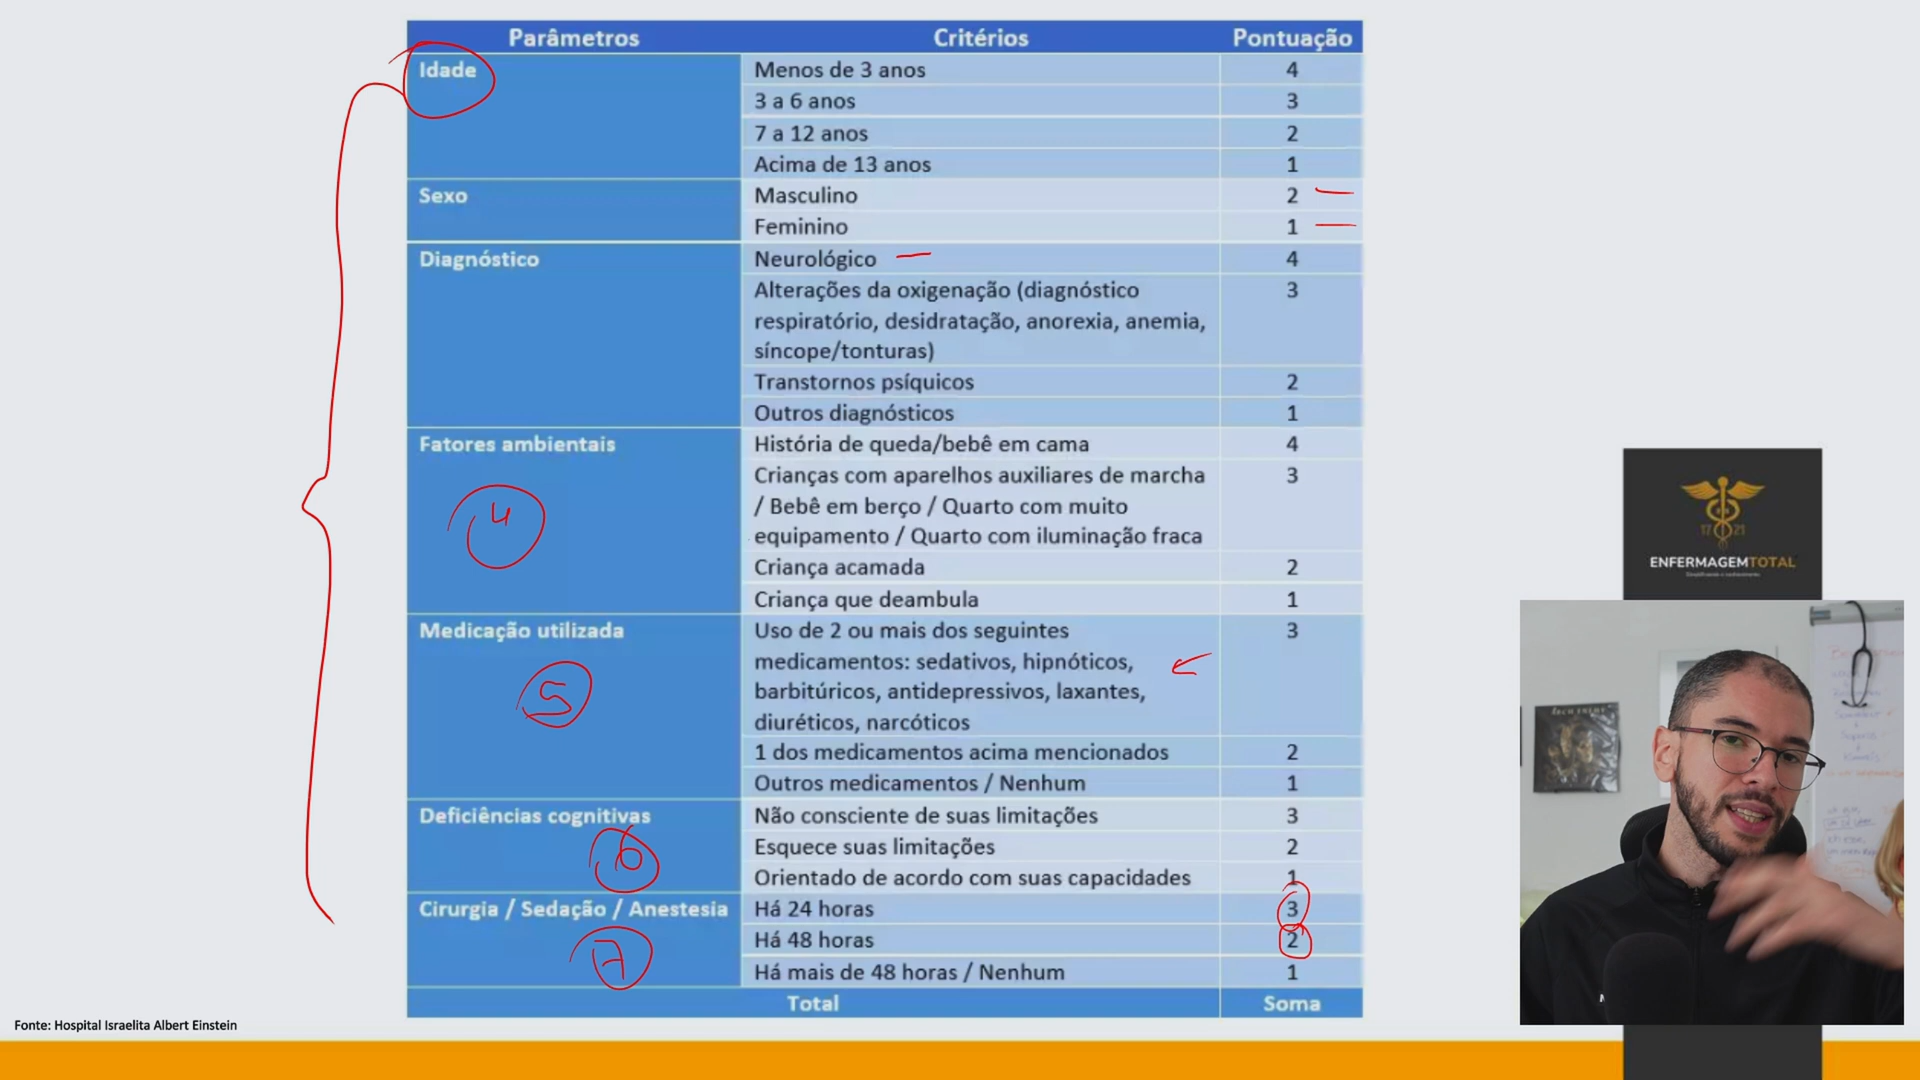 Parâmetros Critérios Pontuação
Idade Menos de 3 anos 4
3 a 6 anos 3
7 a 12 anos 2
Acima de 13 anos 1
Sexo Masculino 2
Feminino 1
Diagnóstico Neurológico 4
Alterações da oxigenação (diagnóstico 3
respiratório, desidratação, anorexia, anemia,
síncope/tonturas)
Transtornos psíquicos 2
Outros diagnósticos 1
Fatores ambientais História de queda/bebê em cama 4
Crianças com aparelhos auxiliares de marcha 3
/ Bebê em berço / Quarto com muito
equipamento / Quarto com iluminação fraca
4
Criança acamada 2
Criança que deambula 1
Medicação utilizada Uso de 2 ou mais dos seguintes 3
medicamentos: sedativos, hipnóticos,
barbitúricos, antidepressivos, laxantes,
diuréticos, narcóticos
5
1 dos medicamentos acima mencionados 2
Outros medicamentos / Nenhum 1
Deficiências cognitivas Não consciente de suas limitações 3
Esquece suas limitações 2
6
Orientado de acordo com suas capacidades 1
Cirurgia / Sedação / Anestesia Há 24 horas 3
Há 48 horas 2
7
Há mais de 48 horas / Nenhum 1
Total Soma
Fonte: Hospital Israelita Albert Einstein
17 21
ENFERMAGEMTOTAL